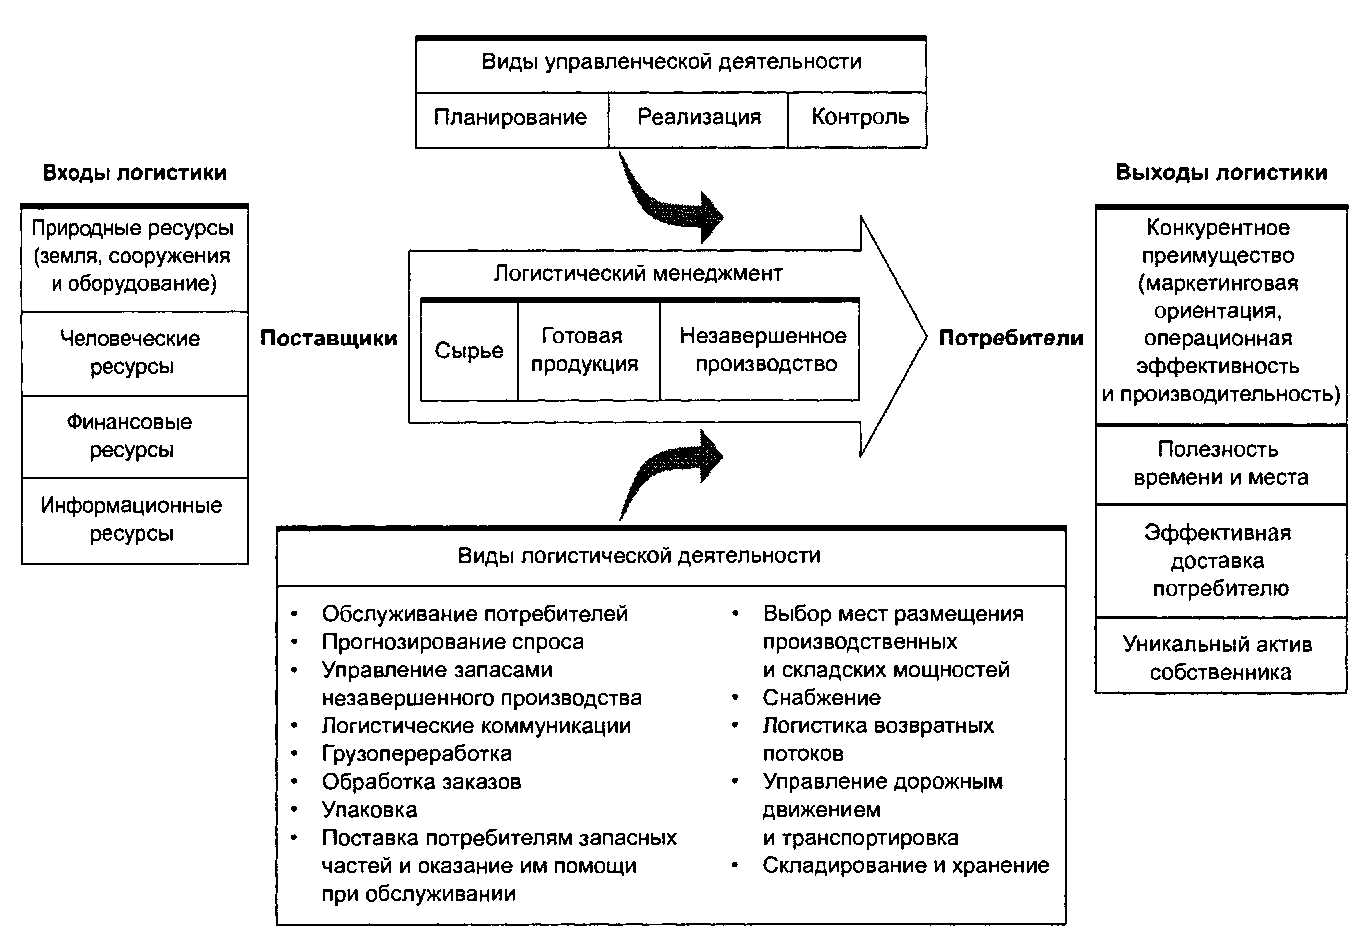 Виды управленческой деятельности
Планирование
Реализация
Контроль
Входы логистики
Природные ресурсы
(земля, сооружения
и оборудование)
Человеческие
ресурсы
Финансовые
ресурсы
Информационные
ресурсы
Поставщики
Логистический менеджмент
Сырье
Готовая
продукция
Незавершенное
производство
Потребители
Выходы логистики
Конкурентное
преимущество
(маркетинговая
ориентация,
операционная
эффективность
и производительность)
Полезность
времени и места
Эффективная
доставка
потребителю
Уникальный актив
собственника
Виды логистической деятельности
• Обслуживание потребителей
• Прогнозирование спроса
• Управление запасами
незавершенного производства
• Логистические коммуникации
• Грузопереработка
• Обработка заказов
• Упаковка
• Поставка потребителям запасных
частей и оказание им помощи
при обслуживании
• Выбор мест размещения
производственных
и складских мощностей
• Снабжение
• Логистика возвратных
потоков
• Управление дорожным
движением
и транспортировка
• Складирование и хранение